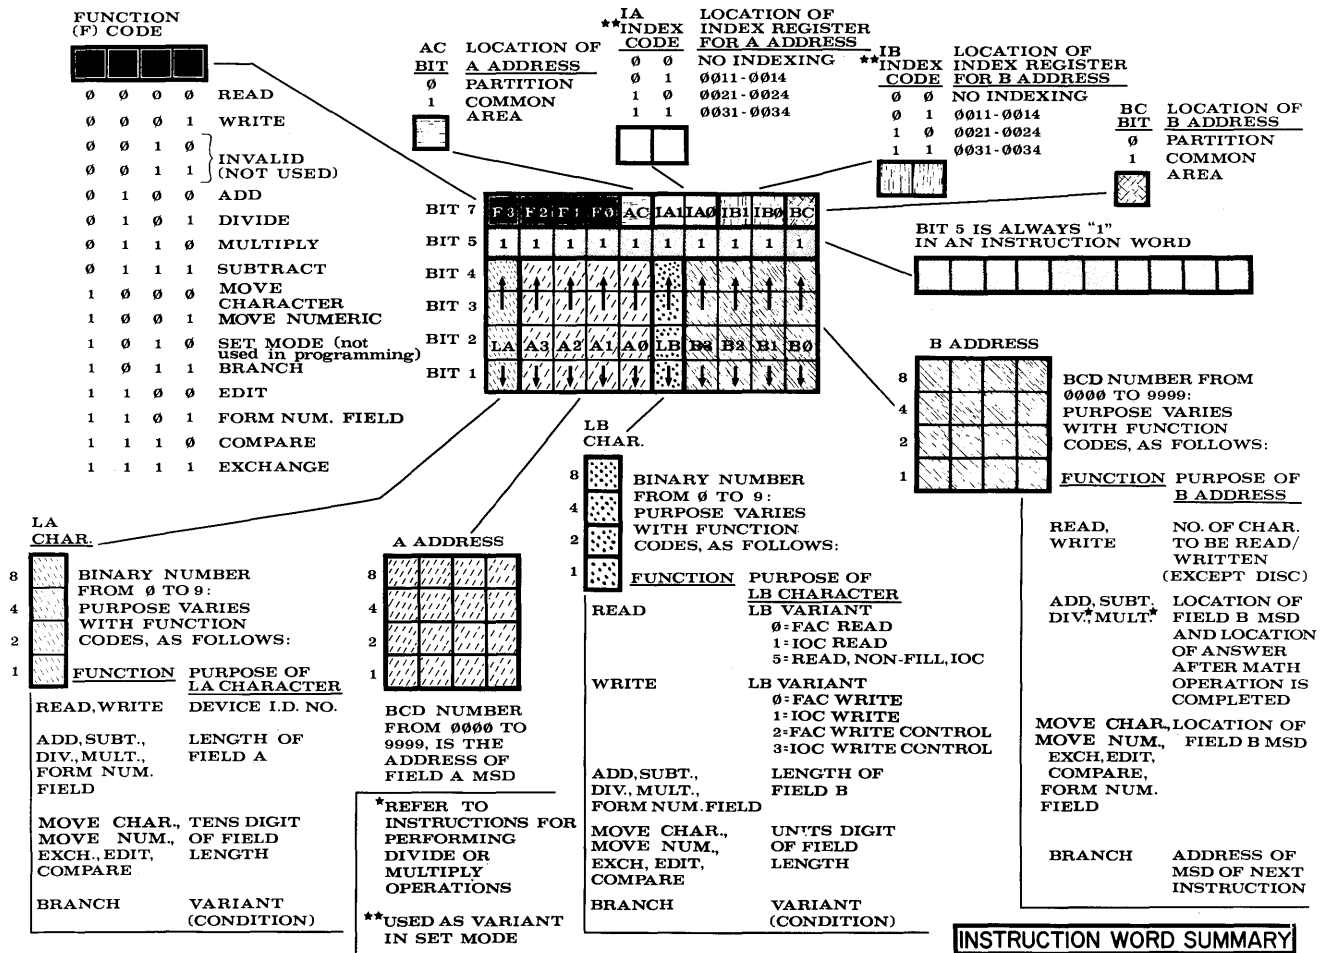 FUNCTION
(F) CODE
Ø Ø Ø Ø READ
Ø Ø Ø 1 WRITE
Ø Ø 1 Ø
Ø Ø 1 1
INVALID
(NOT USED)
Ø 1 Ø Ø ADD
Ø 1 Ø 1 DIVIDE
Ø 1 1 Ø MULTIPLY
Ø 1 1 1 SUBTRACT
1 Ø Ø Ø MOVE
CHARACTER
1 Ø Ø 1 MOVE NUMERIC
1 Ø 1 Ø SET MODE (not
used in programming)
1 Ø 1 1 BRANCH
1 1 Ø Ø EDIT
1 1 Ø 1 FORM NUM. FIELD
1 1 1 Ø COMPARE
1 1 1 1 EXCHANGE
AC LOCATION OF
BIT A ADDRESS
Ø PARTITION
1 COMMON
AREA
IA LOCATION OF
★★INDEX INDEX REGISTER
CODE FOR A ADDRESS
Ø Ø NO INDEXING
Ø 1 ØØ11-ØØ14
1 Ø ØØ21-ØØ24
1 1 ØØ31-ØØ34
IB LOCATION OF
★★INDEX INDEX REGISTER
CODE FOR B ADDRESS
Ø Ø NO INDEXING
Ø 1 ØØ11-ØØ14
1 Ø ØØ21-ØØ24
1 1 ØØ31-ØØ34
BC LOCATION OF
BIT B ADDRESS
Ø PARTITION
1 COMMON
AREA
BIT 7 F3 F2 F1 F0 AC IA1 IAØ IB1 IBØ BC
BIT 5 1 1 1 1 1 1 1 1 1 1
BIT 4
BIT 3
BIT 2 LA A3 A2 A1 AØ LB B3 B2 B1 BØ
BIT 1
BIT 5 IS ALWAYS "1"
IN AN INSTRUCTION WORD
LA
CHAR.
8
4
2
1
BINARY NUMBER
FROM Ø TO 9:
PURPOSE VARIES
WITH FUNCTION
CODES, AS FOLLOWS:
FUNCTION PURPOSE OF
LA CHARACTER
READ, WRITE DEVICE I.D. NO.
ADD, SUBT., LENGTH OF
DIV., MULT., FIELD A
FORM NUM.
FIELD
MOVE CHAR., TENS DIGIT
MOVE NUM., OF FIELD
EXCH., EDIT, LENGTH
COMPARE
BRANCH VARIANT
(CONDITION)
A ADDRESS
8
4
2
1
BCD NUMBER
FROM ØØØØ TO
9999, IS THE
ADDRESS OF
FIELD A MSD
★REFER TO
INSTRUCTIONS FOR
PERFORMING
DIVIDE OR
MULTIPLY
OPERATIONS
★★USED AS VARIANT
IN SET MODE
LB
CHAR.
8
4
2
1
BINARY NUMBER
FROM Ø TO 9:
PURPOSE VARIES
WITH FUNCTION
CODES, AS FOLLOWS:
FUNCTION PURPOSE OF
LB CHARACTER
READ LB VARIANT
Ø=FAC READ
1=IOC READ
5=READ, NON-FILL, IOC
WRITE LB VARIANT
Ø=FAC WRITE
1=IOC WRITE
2=FAC WRITE CONTROL
3=IOC WRITE CONTROL
ADD, SUBT., LENGTH OF
DIV., MULT., FIELD B
FORM NUM. FIELD
MOVE CHAR., UNITS DIGIT
MOVE NUM., OF FIELD
EXCH, EDIT, LENGTH
COMPARE
BRANCH VARIANT
(CONDITION)
B ADDRESS
8
4
2
1
BCD NUMBER FROM
ØØØØ TO 9999:
PURPOSE VARIES
WITH FUNCTION
CODES, AS FOLLOWS:
FUNCTION PURPOSE OF
B ADDRESS
READ, NO. OF CHAR.
WRITE TO BE READ/
WRITTEN
(EXCEPT DISC)
ADD, SUBT. LOCATION OF
DIV.,★ MULT.★ FIELD B MSD
AND LOCATION
OF ANSWER
AFTER MATH
OPERATION IS
COMPLETED
MOVE CHAR., LOCATION OF
MOVE NUM., FIELD B MSD
EXCH, EDIT,
COMPARE,
FORM NUM.
FIELD
BRANCH ADDRESS OF
MSD OF NEXT
INSTRUCTION
INSTRUCTION WORD SUMMARY